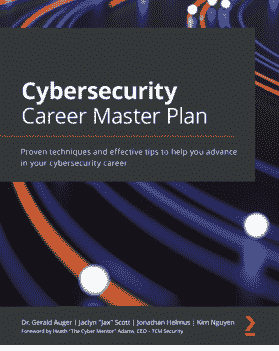 Cybersecurity
Career Master Plan
Proven techniques and effective tips to help you advance
in your cybersecurity career
Dr. Gerald Auger | Jaclyn "Jax" Scott | Jonathan Helmus | Kim Nguyen
Foreword by Heath "The Cyber Mentor" Adams, CEO - TCM Security